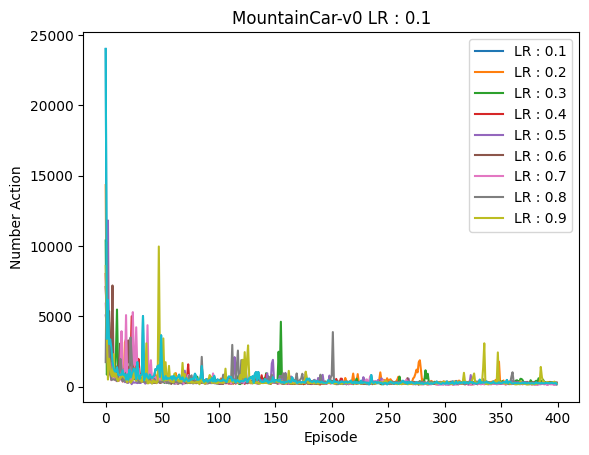 MountainCar-v0 LR : 0.1
25000
20000
15000
10000
5000
0
Number Action
0 50 100 150 200 250 300 350 400
Episode
LR : 0.1
LR : 0.2
LR : 0.3
LR : 0.4
LR : 0.5
LR : 0.6
LR : 0.7
LR : 0.8
LR : 0.9